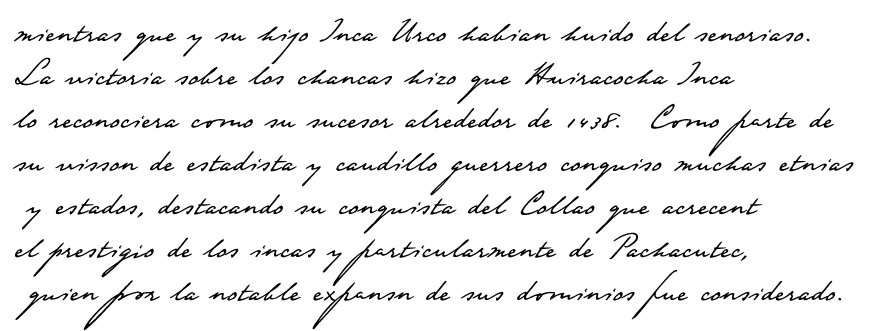 mientras que y su hijo Inca Urco habian huido del senoriaso.
La victoria sobre los chancas hizo que Huiracocha Inca
lo reconociera como su sucesor alrededor de 1438. Como parte de
su visson de estadista y caudillo guerrero conquiso muchas etnias
y estados, destacando su conquista del Collao que acrecent
el prestigio de los incas y particularmente de Pachacutec,
quien por la notable expansn de sus dominios fue considerado.